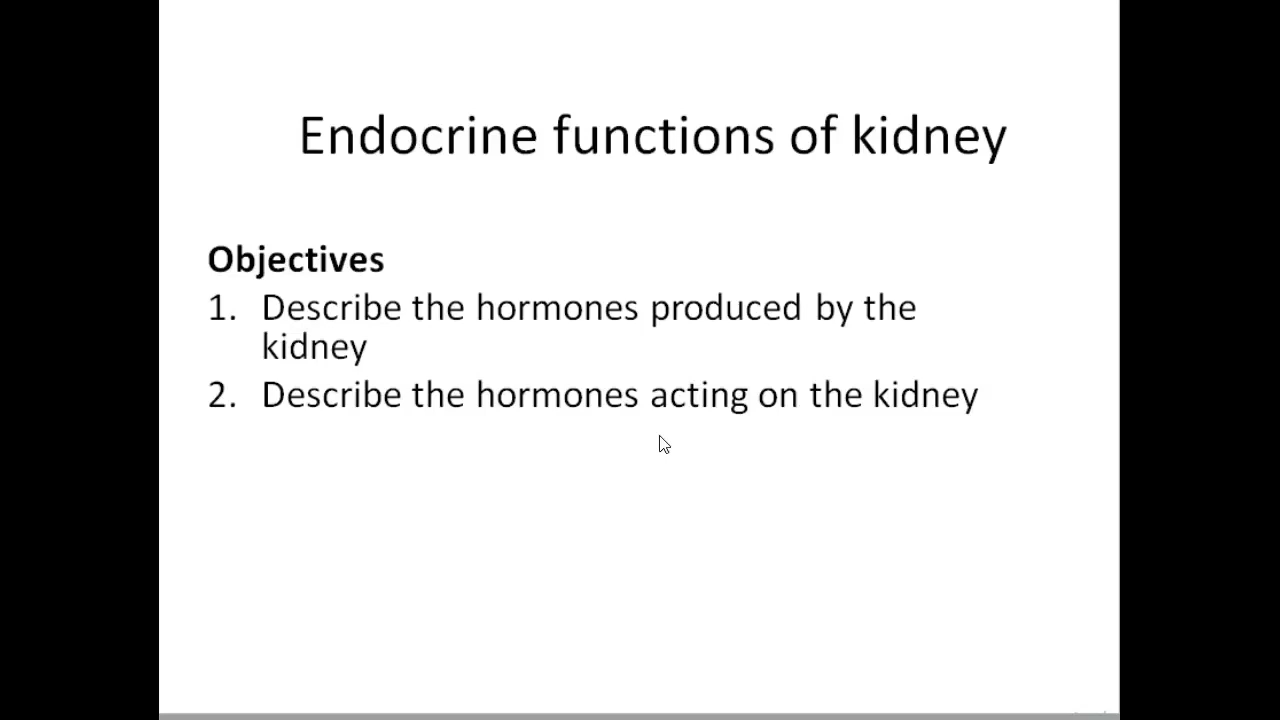 Endocrine functions of kidney
Objectives
1. Describe the hormones produced by the
kidney
2. Describe the hormones acting on the kidney